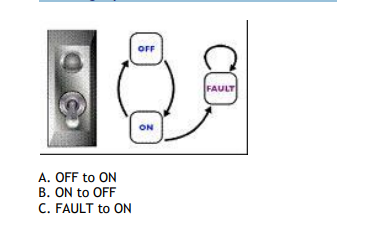 OFF
FAULT
ON
A. OFF to ON
B. ON to OFF
C. FAULT to ON